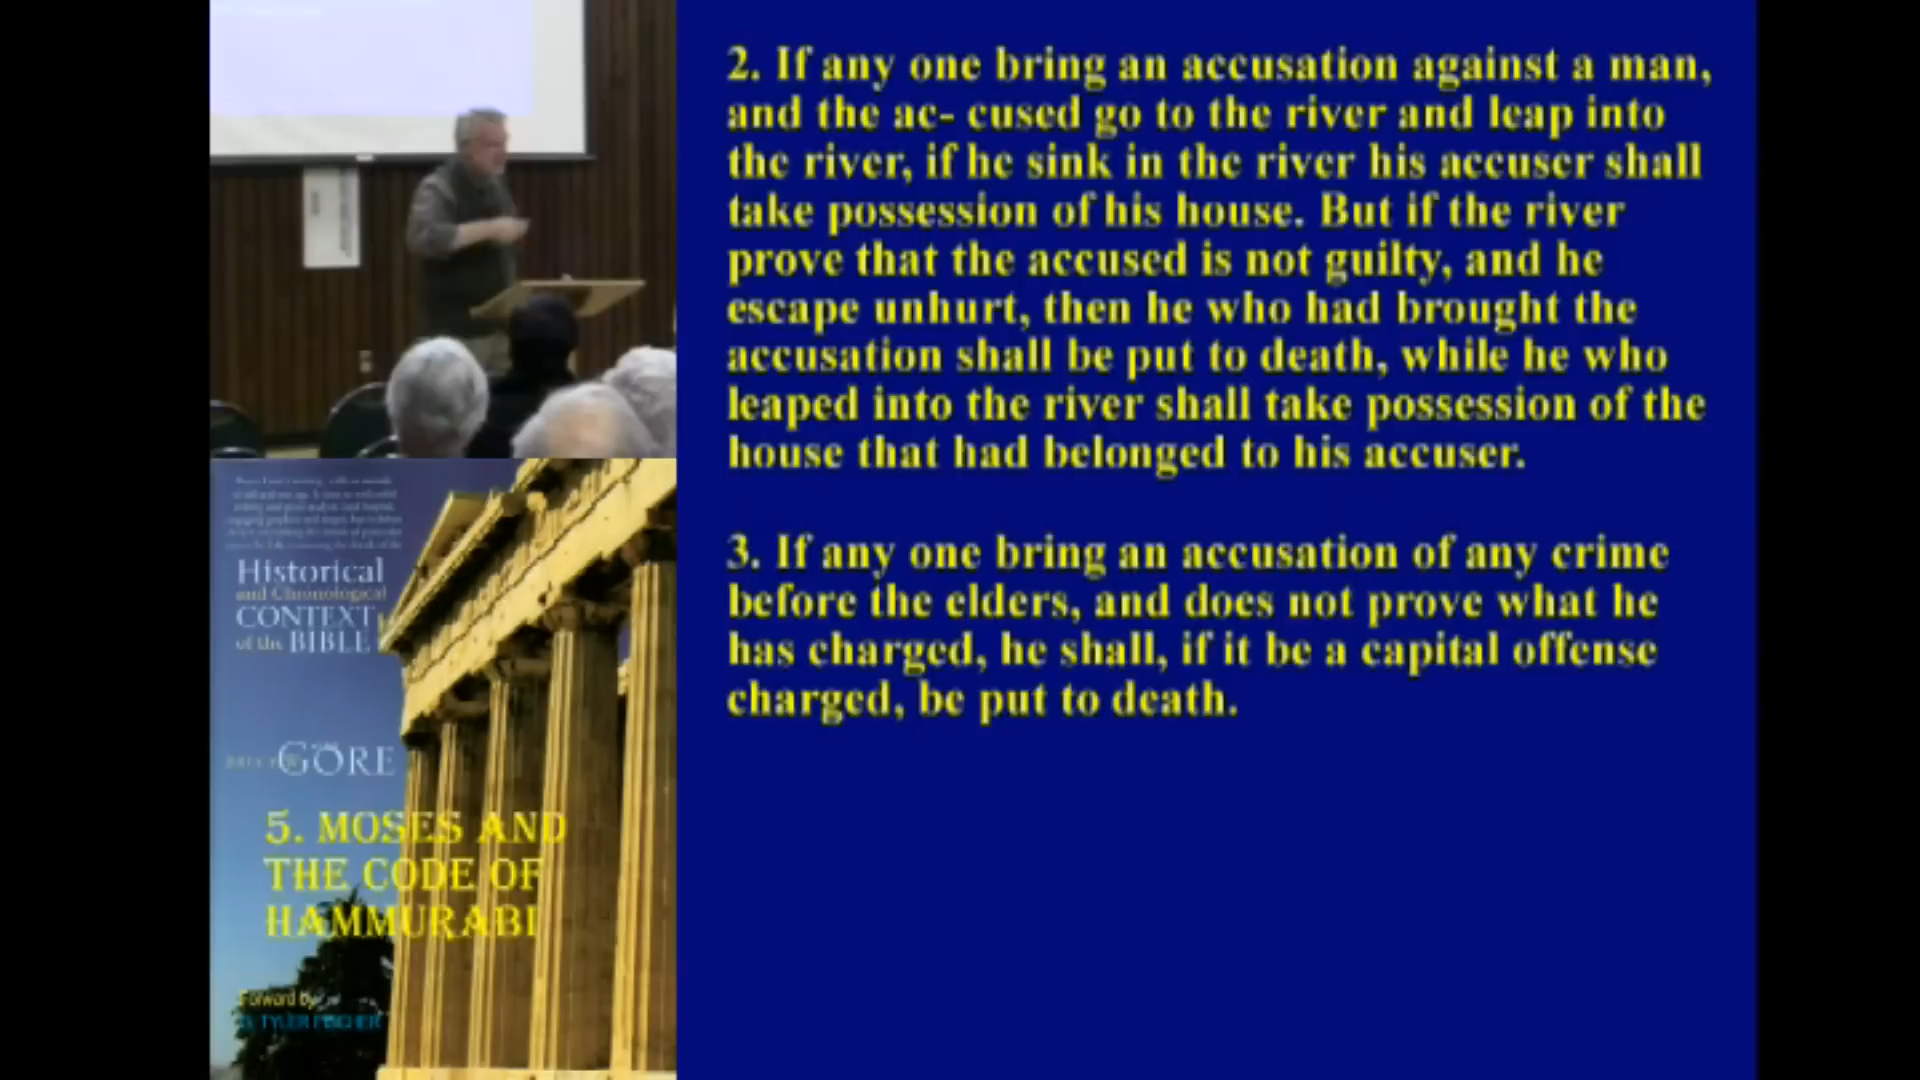 2. If any one bring an accusation against a man,
and the ac- cused go to the river and leap into
the river, if he sink in the river his accuser shall
take possession of his house. But if the river
prove that the accused is not guilty, and he
escape unhurt, then he who had brought the
accusation shall be put to death, while he who
leaped into the river shall take possession of the
house that had belonged to his accuser.
3. If any one bring an accusation of any crime
before the elders, and does not prove what he
has charged, he shall, if it be a capital offense
charged, be put to death.
Historical
and Chronological
CONTEXT
of the BIBLE
GORE
5. MOSES AND
THE CODE OF
HAMMURABI
Forword by
TYLER FISCHER